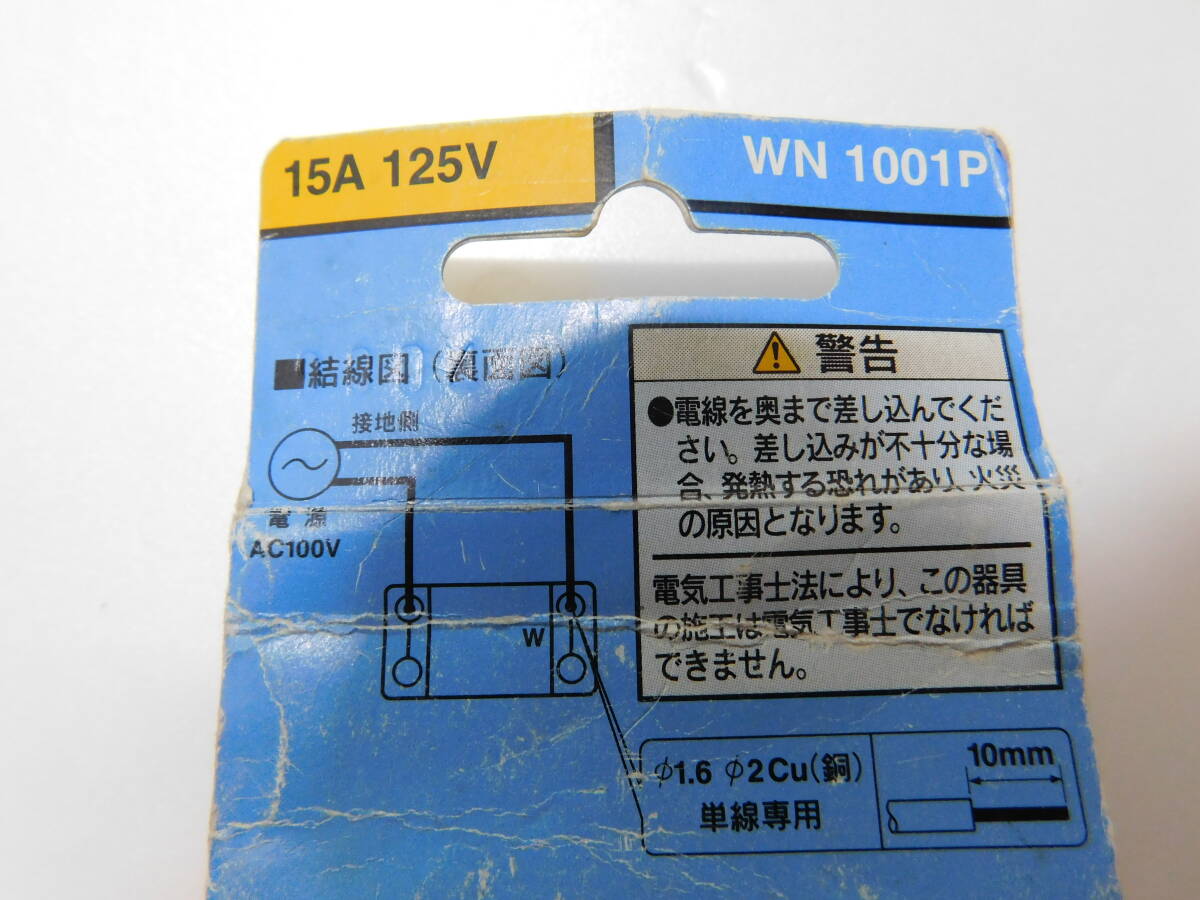 15A 125V
WN 1001P
■結線図（裏面図）
接地側
電源
AC100V
W
警告
●電線を奥まで差し込んでくだ
さい。差し込みが不十分な場
合、発熱する恐れがあり、火災
の原因となります。
電気工事士法により、この器具
の施工は電気工事士でなければ
できません。
φ1.6 φ2Cu(銅)
単線専用
10mm